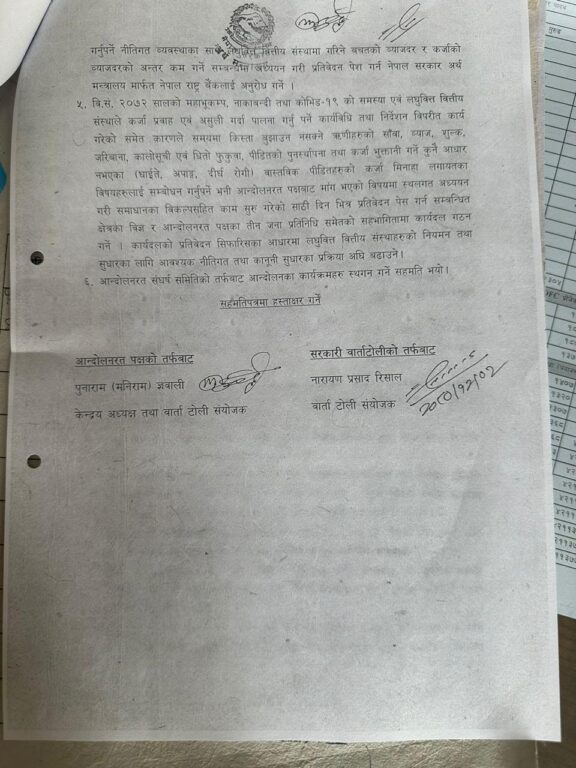 गर्नुपर्ने नीतिगत व्यवस्थाका वित्तीय संस्थामा गरिने बचतको ब्याजदर र कर्जाको
ब्याजदरको अन्तर कम गर्ने सम्बन्धमा अध्ययन गरी प्रतिवेदन पेश गर्न नेपाल सरकार अर्थ
मन्त्रालय मार्फत नेपाल राष्ट्र बैंकलाई अनुरोध गर्ने ।
५. वि.सं. २०७२ सालको महाभूकम्प, नाकाबन्दी तथा कोभिड-१९ को समस्या एवं लघुवित्त वित्तीय
संस्थाले कर्जा प्रवाह एवं असुली गर्दा पालना गर्नु पर्ने कार्यविधि तथा निर्देशन विपरीत कार्य
गरेको समेत कारणले समयमा किस्ता बुझाउन नसक्ने ऋणीहरुको साँवा, ब्याज, शुल्क,
जरिवाना, कालोसूची एवं धितो फुकुवा, पीडितको पुनर्स्थापना तथा कर्जा भुक्तानी गर्ने कुनै आधार
नभएका (घाईते, अपाङ्ग, दीर्घ रोगी) वास्तविक पीडितहरुको कर्जा मिनाहा लगायतका
विषयहरुलाई सम्बोधन गर्नुपर्ने भनी आन्दोलनरत पक्षबाट मांग भएको विषयमा स्थलगत अध्ययन
गरी समाधानका विकल्पसहित काम सुरु गरेको साठी दिन भित्र प्रतिवेदन पेस गर्न सम्बन्धित
क्षेत्रका विज्ञ र आन्दोलनरत पक्षका तीन जना प्रतिनिधि समेतको सहभागितामा कार्यदल गठन
गर्ने । कार्यदलको प्रतिवेदन सिफारिसका आधारमा लघुवित्त वित्तीय संस्थाहरुको नियमन तथा
सुधारका लागि आवश्यक नीतिगत तथा कानूनी सुधारका प्रक्रिया अघि बढाउने ।
६. आन्दोलनरत संघर्ष समितिको तर्फबाट आन्दोलनका कार्यक्रमहरु स्थगन गर्ने सहमति भयो ।
सहमतिपत्रमा हस्ताक्षर गर्ने
आन्दोलनरत पक्षको तर्फबाट
पुनाराम (मनिराम) ज्ञवाली
केन्द्रय अध्यक्ष तथा वार्ता टोली संयोजक
सरकारी वार्ताटोलीको तर्फबाट
नारायण प्रसाद रिसाल
वार्ता टोली संयोजक
२०८०/१२/०२